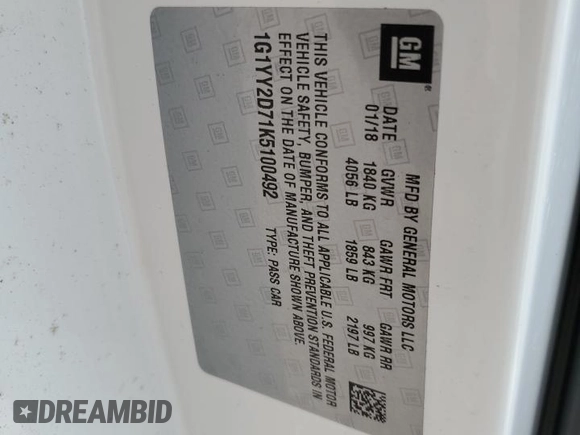 GM
MFD BY GENERAL MOTORS LLC
DATE GVWR GAWR FRT GAWR RR
01/18 1840 KG 843 KG 997 KG
4056 LB 1859 LB 2197 LB
THIS VEHICLE CONFORMS TO ALL APPLICABLE U.S. FEDERAL MOTOR
VEHICLE SAFETY, BUMPER, AND THEFT PREVENTION STANDARDS IN
EFFECT ON THE DATE OF MANUFACTURE SHOWN ABOVE.
1G1YY2D71K5100492 TYPE: PASS CAR
DREAMBID